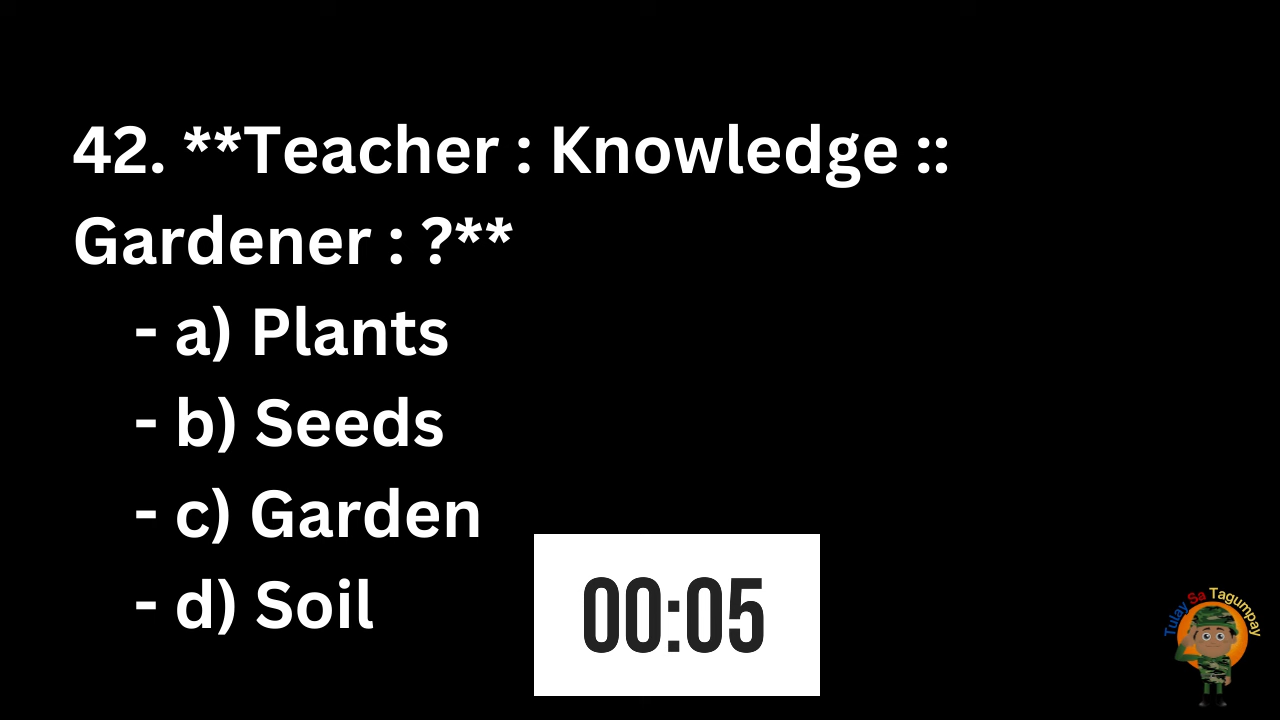 42. **Teacher : Knowledge ::
Gardener : ?**
- a) Plants
- b) Seeds
- c) Garden
- d) Soil
00:05
Tulay Sa Tagumpay